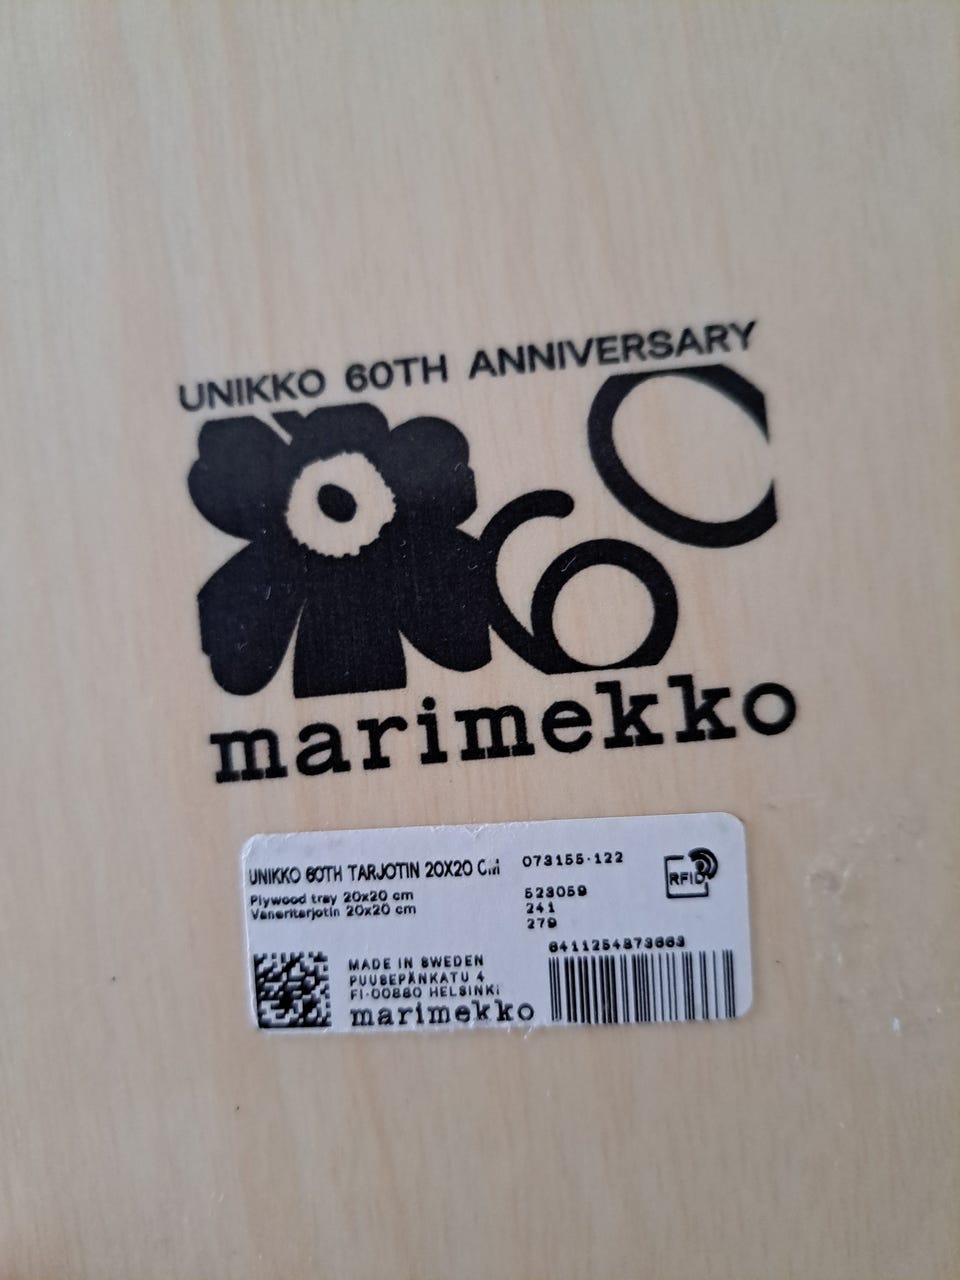 UNIKKO 60TH ANNIVERSARY
60
marimekko
UNIKKO 60TH TARJOTIN 20X20 CM
Plywood tray 20x20 cm
Vaneritarjotin 20x20 cm
073155-122
523059
241
279
RFID
6411254873663
MADE IN SWEDEN
PUUSEPÄNKATU 4
FI-00880 HELSINKI
marimekko